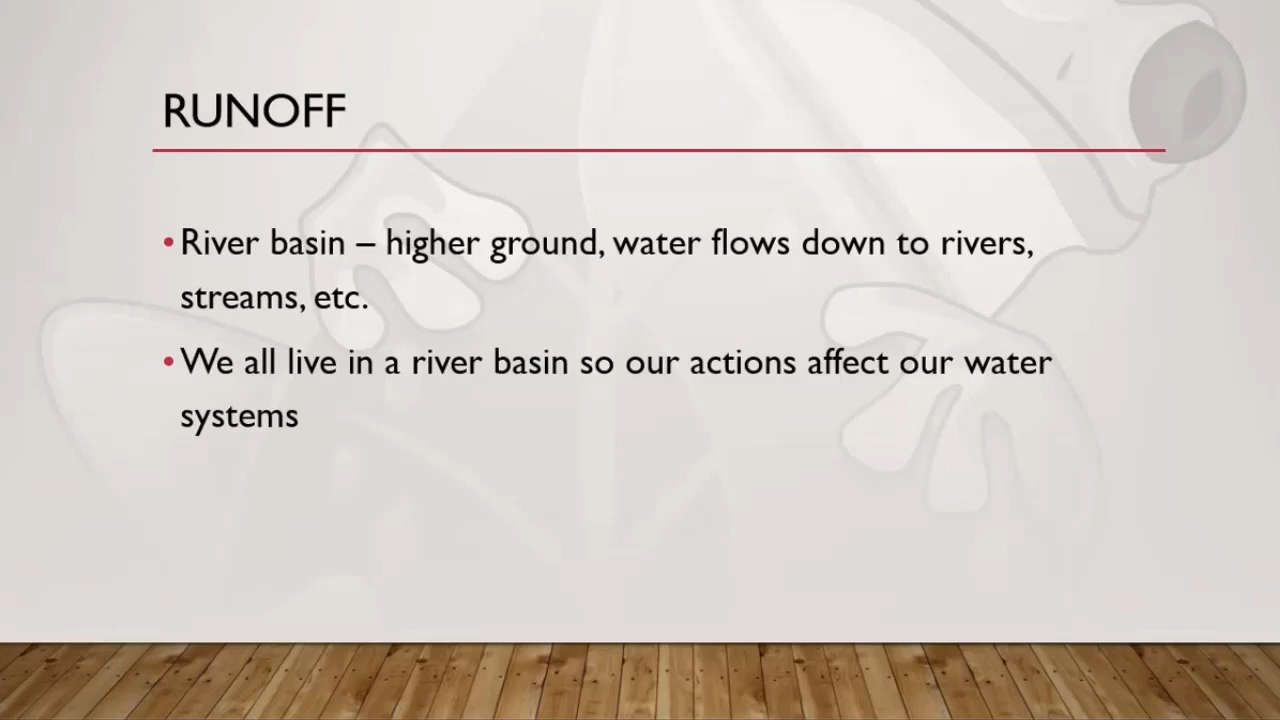 RUNOFF
• River basin – higher ground, water flows down to rivers,
streams, etc.
• We all live in a river basin so our actions affect our water
systems